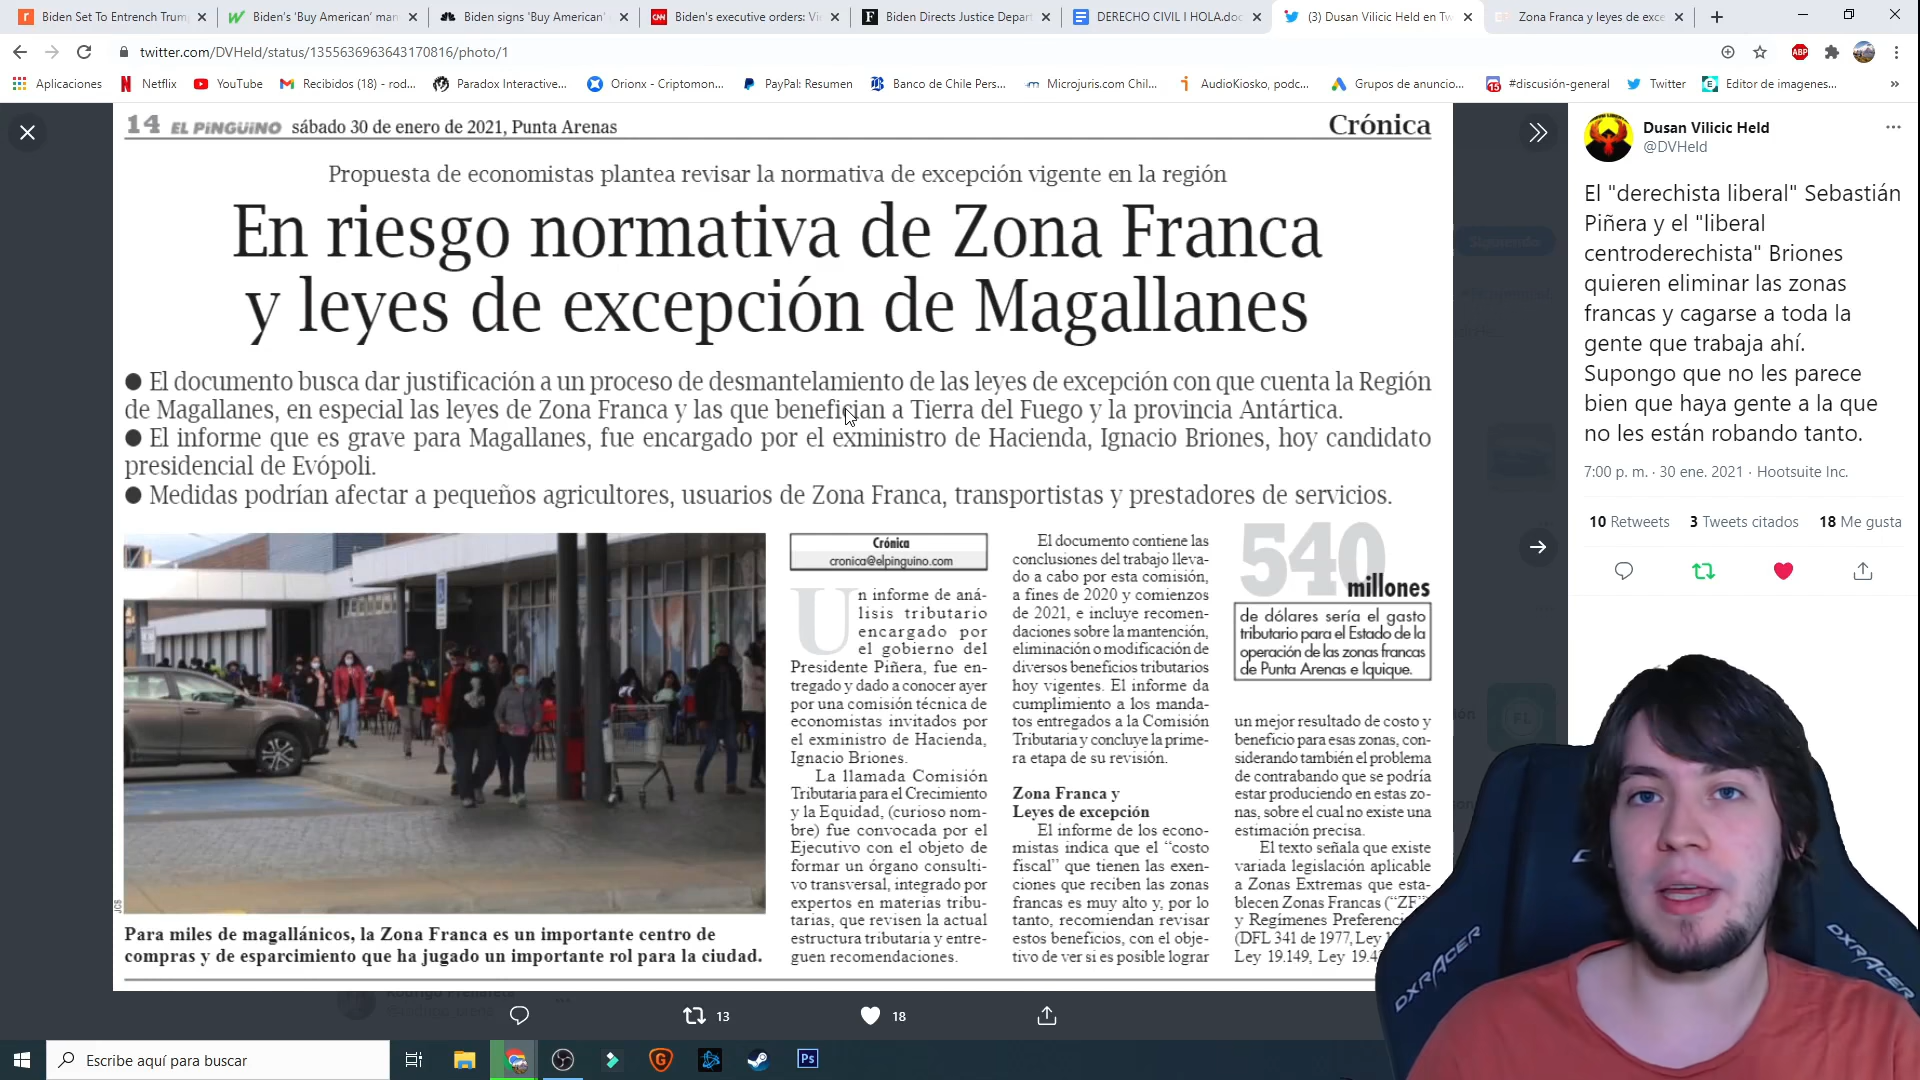 Biden Set To Entrench Trum
Biden's 'Buy American' man
Biden signs 'Buy American'
Biden's executive orders: Vi
Biden Directs Justice Depar
DERECHO CIVIL I HOLA.doc
(3) Dusan Vilicic Held en Tw
Zona Franca y leyes de exce
twitter.com/DVHeld/status/1355636963643170816/photo/1
Aplicaciones
Netflix
YouTube
Recibidos (18) - rod...
Paradox Interactive...
Orionx - Criptomon...
PayPal: Resumen
Banco de Chile Pers...
Microjuris.com Chil...
AudioKiosko, podc...
Grupos de anuncio...
#discusión-general
Twitter
Editor de imagenes...
14 EL PINGÜINO sábado 30 de enero de 2021, Punta Arenas
Crónica
Propuesta de economistas plantea revisar la normativa de excepción vigente en la región
En riesgo normativa de Zona Franca
y leyes de excepción de Magallanes
● El documento busca dar justificación a un proceso de desmantelamiento de las leyes de excepción con que cuenta la Región
de Magallanes, en especial las leyes de Zona Franca y las que benefician a Tierra del Fuego y la provincia Antártica.
● El informe que es grave para Magallanes, fue encargado por el exministro de Hacienda, Ignacio Briones, hoy candidato
presidencial de Evópoli.
● Medidas podrían afectar a pequeños agricultores, usuarios de Zona Franca, transportistas y prestadores de servicios.
JCS
Para miles de magallánicos, la Zona Franca es un importante centro de
compras y de esparcimiento que ha jugado un importante rol para la ciudad.
Crónica
cronica@elpinguino.com
Un informe de aná-
lisis tributario
encargado por
el gobierno del
Presidente Piñera, fue en-
tregado y dado a conocer ayer
por una comisión técnica de
economistas invitados por
el exministro de Hacienda,
Ignacio Briones.
La llamada Comisión
Tributaria para el Crecimiento
y la Equidad, (curioso nom-
bre) fue convocada por el
Ejecutivo con el objeto de
formar un órgano consulti-
vo transversal, integrado por
expertos en materias tribu-
tarias, que revisen la actual
estructura tributaria y entre-
guen recomendaciones.
El documento contiene las
conclusiones del trabajo lleva-
do a cabo por esta comisión,
a fines de 2020 y comienzos
de 2021, e incluye recomen-
daciones sobre la mantención,
eliminación o modificación de
diversos beneficios tributarios
hoy vigentes. El informe da
cumplimiento a los manda-
tos entregados a la Comisión
Tributaria y concluye la prime-
ra etapa de su revisión.
Zona Franca y
Leyes de excepción
El informe de los econo-
mistas indica que el "costo
fiscal" que tienen las exen-
ciones que reciben las zonas
francas es muy alto y, por lo
tanto, recomiendan revisar
estos beneficios, con el obje-
tivo de ver si es posible lograr
540
millones
de dólares sería el gasto
tributario para el Estado de la
operación de las zonas francas
de Punta Arenas e Iquique.
un mejor resultado de costo y
beneficio para esas zonas, con-
siderando también el problema
de contrabando que se podría
estar produciendo en estas zo-
nas, sobre el cual no existe una
estimación precisa.
El texto señala que existe
variada legislación aplicable
a Zonas Extremas que esta-
blecen Zonas Francas ("ZF")
y Regímenes Preferenci
(DFL 341 de 1977, Ley
Ley 19.149, Ley 19.4
13
18
Dusan Vilicic Held
@DVHeld
El "derechista liberal" Sebastián
Piñera y el "liberal
centroderechista" Briones
quieren eliminar las zonas
francas y cagarse a toda la
gente que trabaja ahí.
Supongo que no les parece
bien que haya gente a la que
no les están robando tanto.
7:00 p. m. · 30 ene. 2021 · Hootsuite Inc.
10 Retweets 3 Tweets citados 18 Me gusta
DXRACER
DXRACER
Escribe aquí para buscar
Ps